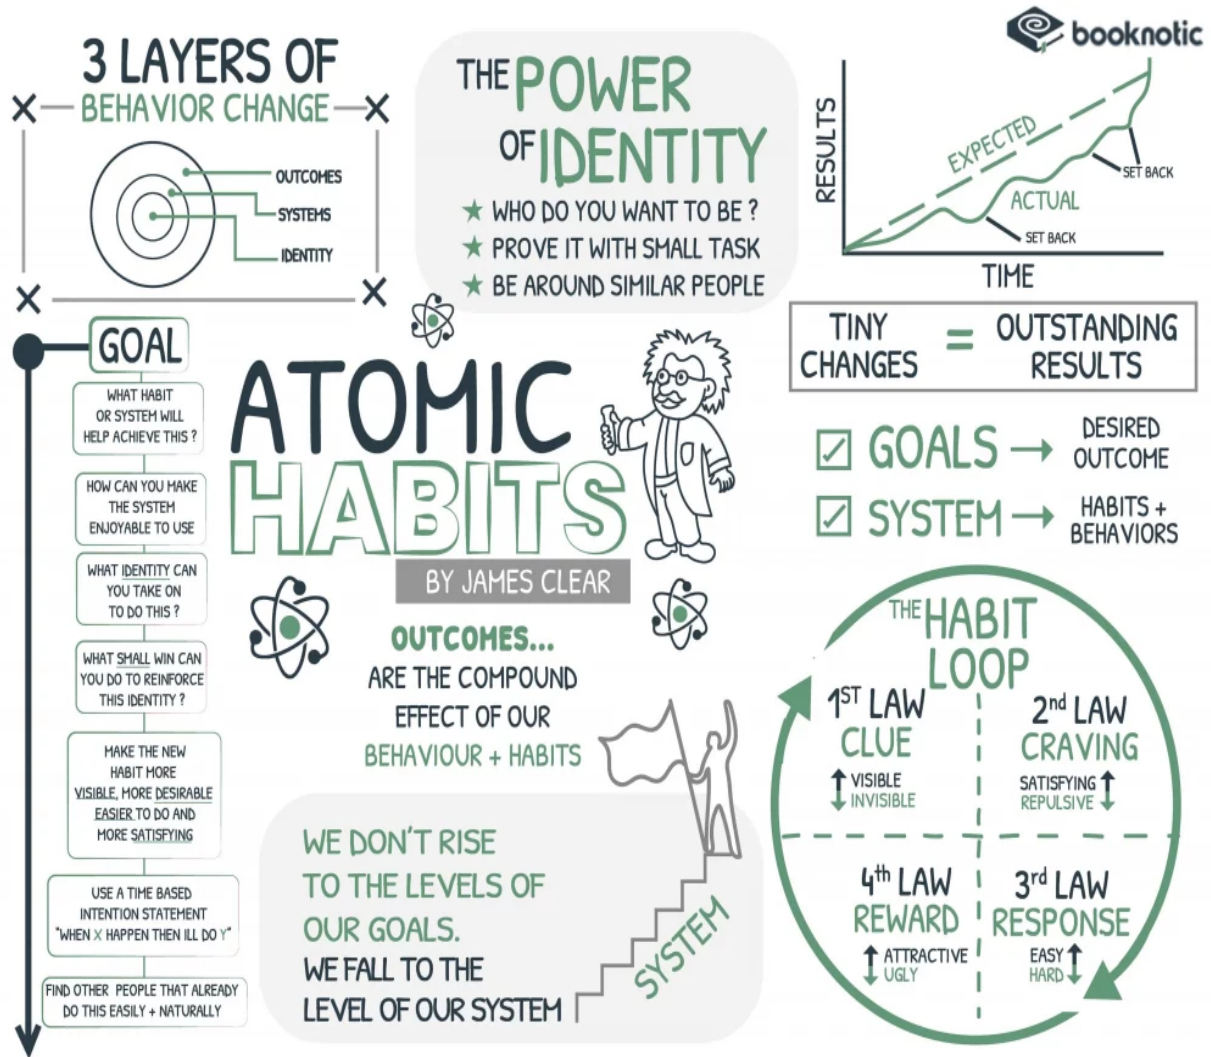 booknotic
3 LAYERS OF
BEHAVIOR CHANGE
OUTCOMES
SYSTEMS
IDENTITY
THE POWER
OF IDENTITY
WHO DO YOU WANT TO BE ?
PROVE IT WITH SMALL TASK
BE AROUND SIMILAR PEOPLE
RESULTS
EXPECTED
ACTUAL
SET BACK
SET BACK
TIME
TINY
CHANGES
=
OUTSTANDING
RESULTS
GOALS → DESIRED
OUTCOME
SYSTEM → HABITS +
BEHAVIORS
GOAL
WHAT HABIT
OR SYSTEM WILL
HELP ACHIEVE THIS ?
HOW CAN YOU MAKE
THE SYSTEM
ENJOYABLE TO USE
WHAT IDENTITY CAN
YOU TAKE ON
TO DO THIS ?
WHAT SMALL WIN CAN
YOU DO TO REINFORCE
THIS IDENTITY ?
MAKE THE NEW
HABIT MORE
VISIBLE, MORE DESIRABLE
EASIER TO DO AND
MORE SATISFYING
USE A TIME BASED
INTENTION STATEMENT
"WHEN X HAPPEN THEN ILL DO Y"
FIND OTHER PEOPLE THAT ALREADY
DO THIS EASILY + NATURALLY
ATOMIC
HABITS
BY JAMES CLEAR
OUTCOMES...
ARE THE COMPOUND
EFFECT OF OUR
BEHAVIOUR + HABITS
WE DON'T RISE
TO THE LEVELS OF
OUR GOALS.
WE FALL TO THE
LEVEL OF OUR SYSTEM
SYSTEM
THE HABIT
LOOP
1ST LAW
CLUE
VISIBLE
INVISIBLE
2nd LAW
CRAVING
SATISFYING
REPULSIVE
4th LAW
REWARD
ATTRACTIVE
UGLY
3rd LAW
RESPONSE
EASY
HARD